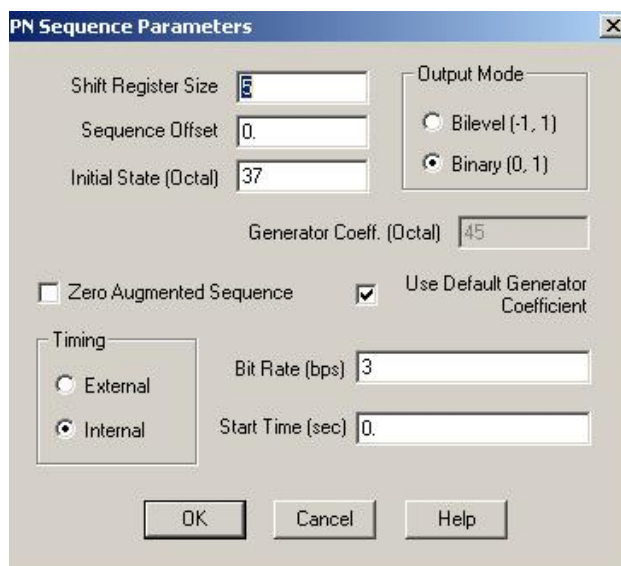 PN Sequence Parameters
Shift Register Size 5
Sequence Offset 0.
Initial State (Octal) 37
Output Mode
Bilevel (-1, 1)
Binary (0, 1)
Generator Coeff. (Octal) 45
Zero Augmented Sequence
Use Default Generator
Coefficient
Timing
External
Internal
Bit Rate (bps) 3
Start Time (sec) 0.
OK Cancel Help